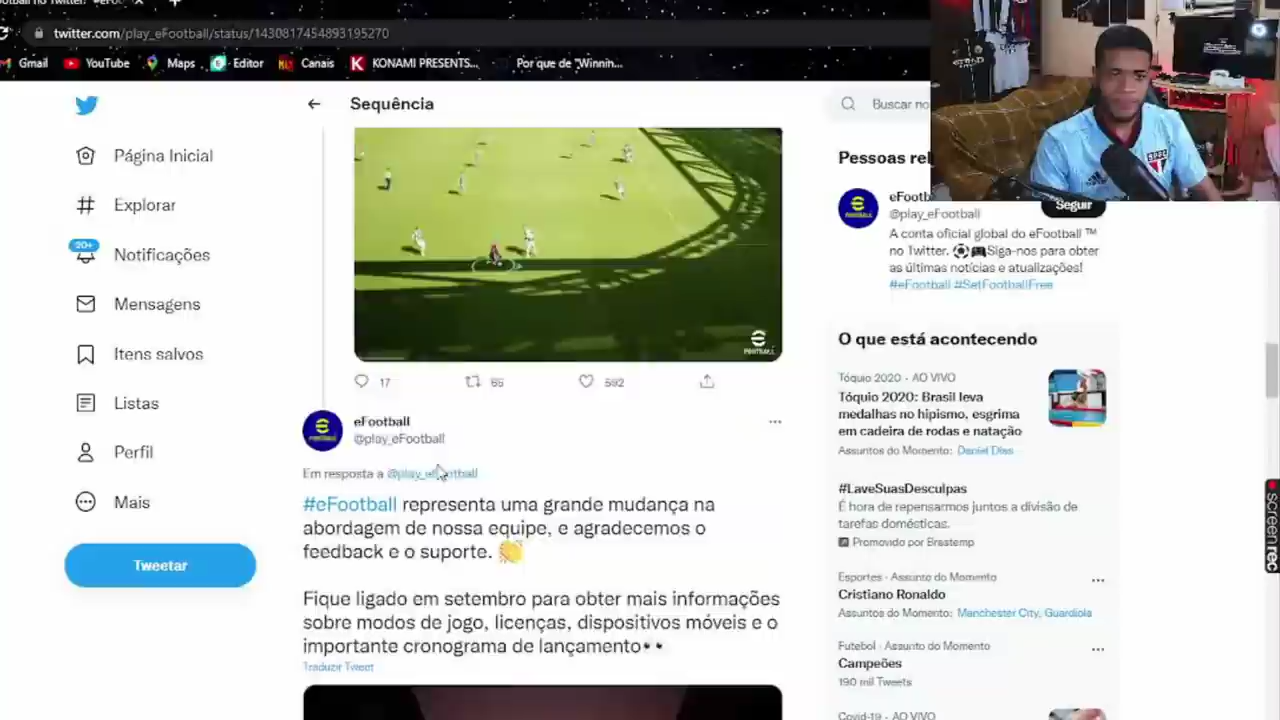 twitter.com/play_eFootball/status/1430817454893195270
Gmail
YouTube
Maps
Editor
Canais
KONAMI PRESENTS...
Por que de "Winnin...
Sequência
Buscar no
Página Inicial
Explorar
20+
Notificações
Mensagens
Itens salvos
Listas
Perfil
Mais
Tweetar
FOOTBALL
17
65
592
eFootball
@play_eFootball
Em resposta a @play_eFootball
#eFootball representa uma grande mudança na
abordagem de nossa equipe, e agradecemos o
feedback e o suporte.
Fique ligado em setembro para obter mais informações
sobre modos de jogo, licenças, dispositivos móveis e o
importante cronograma de lançamento
Traduzir Tweet
Pessoas rel
eFootb
@play_eFootball
Seguir
A conta oficial global do eFootball ™
no Twitter. Siga-nos para obter
as últimas notícias e atualizações!
#eFootball #SetFootballFree
O que está acontecendo
Tóquio 2020 · AO VIVO
Tóquio 2020: Brasil leva
medalhas no hipismo, esgrima
em cadeira de rodas e natação
Assuntos do Momento: Daniel Dias
#LaveSuasDesculpas
É hora de repensarmos juntos a divisão de
tarefas domésticas.
Promovido por Brastemp
Esportes · Assunto do Momento
Cristiano Ronaldo
Assuntos do Momento: Manchester City, Guardiola
Futebol · Assunto do Momento
Campeões
190 mil Tweets
Covid-19 · AO VIVO
screenrec